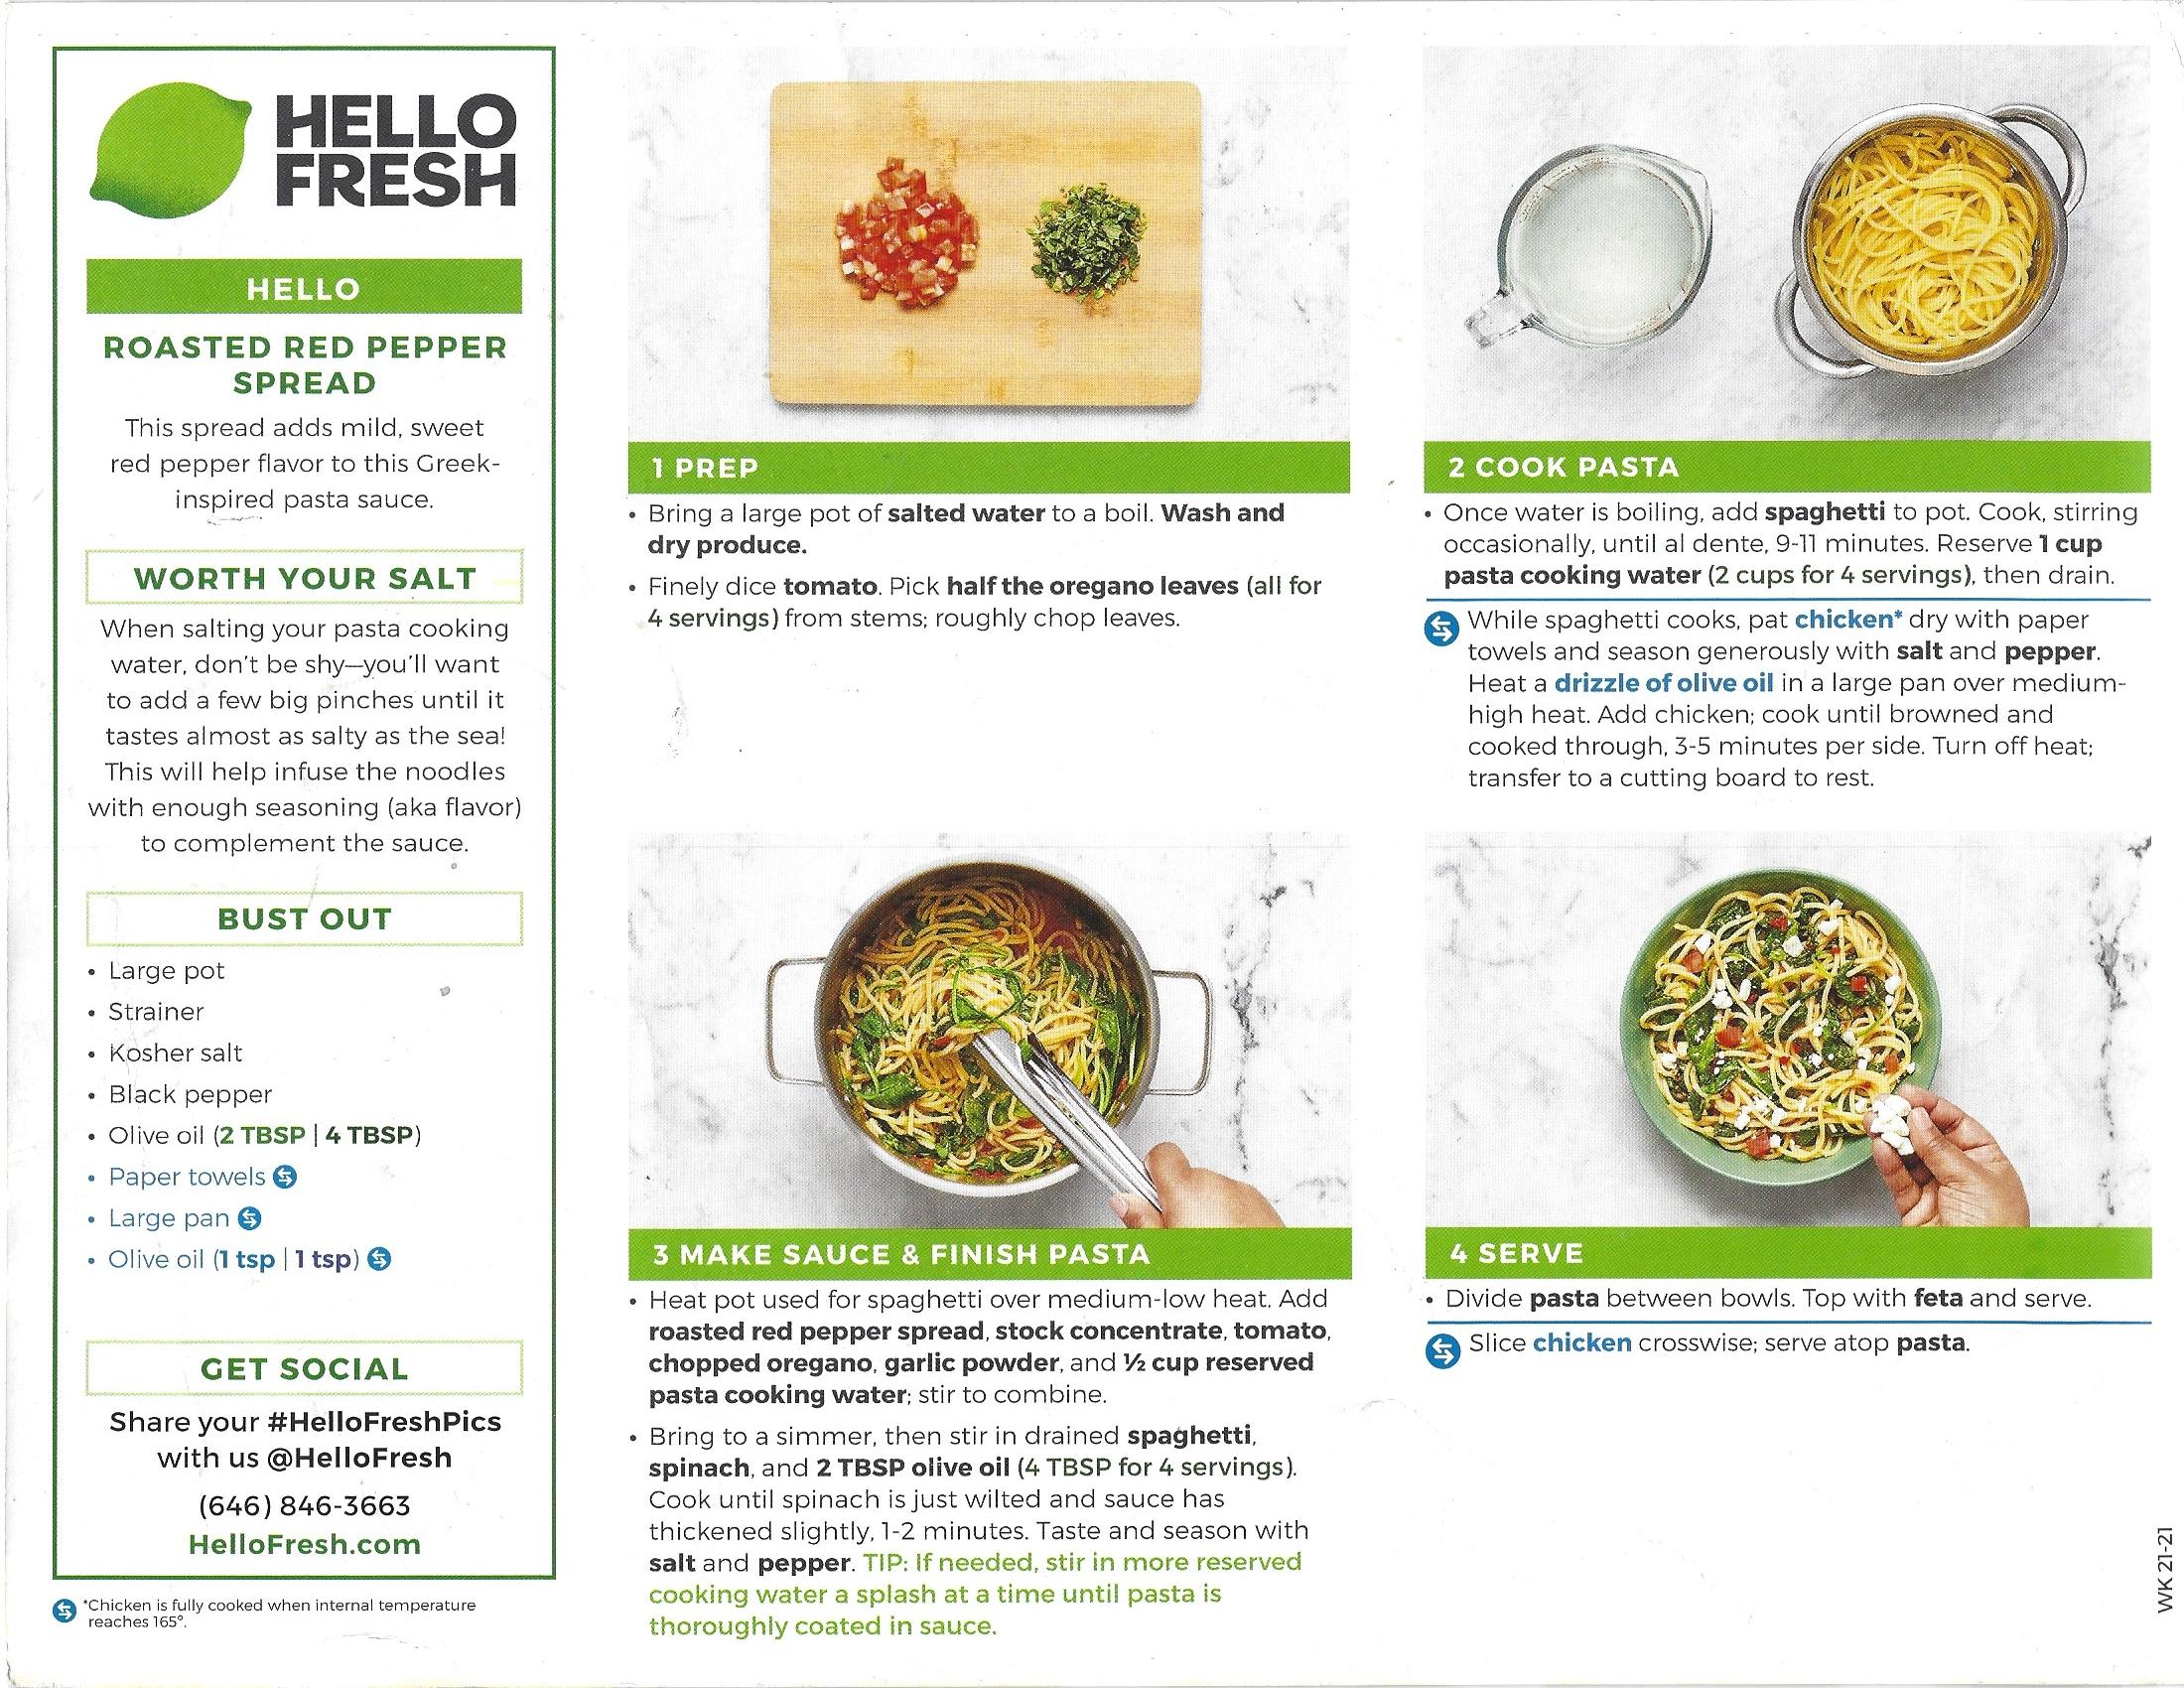 HELLO
FRESH
HELLO
ROASTED RED PEPPER
SPREAD
This spread adds mild, sweet
red pepper flavor to this Greek-
inspired pasta sauce.
WORTH YOUR SALT
When salting your pasta cooking
water, don't be shy—you'll want
to add a few big pinches until it
tastes almost as salty as the sea!
This will help infuse the noodles
with enough seasoning (aka flavor)
to complement the sauce.
BUST OUT
• Large pot
• Strainer
• Kosher salt
• Black pepper
• Olive oil (2 TBSP | 4 TBSP)
• Paper towels
• Large pan
• Olive oil (1 tsp | 1 tsp)
GET SOCIAL
Share your #HelloFreshPics
with us @HelloFresh
(646) 846-3663
HelloFresh.com
*Chicken is fully cooked when internal temperature
reaches 165°.
1 PREP
• Bring a large pot of salted water to a boil. Wash and
dry produce.
• Finely dice tomato. Pick half the oregano leaves (all for
4 servings) from stems; roughly chop leaves.
2 COOK PASTA
• Once water is boiling, add spaghetti to pot. Cook, stirring
occasionally, until al dente, 9-11 minutes. Reserve 1 cup
pasta cooking water (2 cups for 4 servings), then drain.
While spaghetti cooks, pat chicken* dry with paper
towels and season generously with salt and pepper.
Heat a drizzle of olive oil in a large pan over medium-
high heat. Add chicken; cook until browned and
cooked through, 3-5 minutes per side. Turn off heat;
transfer to a cutting board to rest.
3 MAKE SAUCE & FINISH PASTA
• Heat pot used for spaghetti over medium-low heat. Add
roasted red pepper spread, stock concentrate, tomato,
chopped oregano, garlic powder, and ½ cup reserved
pasta cooking water; stir to combine.
• Bring to a simmer, then stir in drained spaghetti,
spinach, and 2 TBSP olive oil (4 TBSP for 4 servings).
Cook until spinach is just wilted and sauce has
thickened slightly, 1-2 minutes. Taste and season with
salt and pepper. TIP: If needed, stir in more reserved
cooking water a splash at a time until pasta is
thoroughly coated in sauce.
4 SERVE
• Divide pasta between bowls. Top with feta and serve.
Slice chicken crosswise; serve atop pasta.
WK 21-21